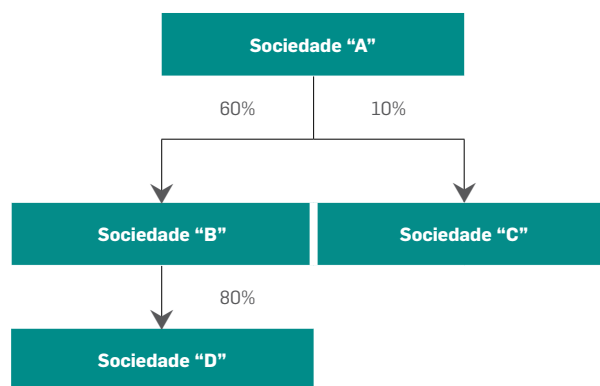 Sociedade “A”
60%
10%
Sociedade “B”
Sociedade “C”
80%
Sociedade “D”